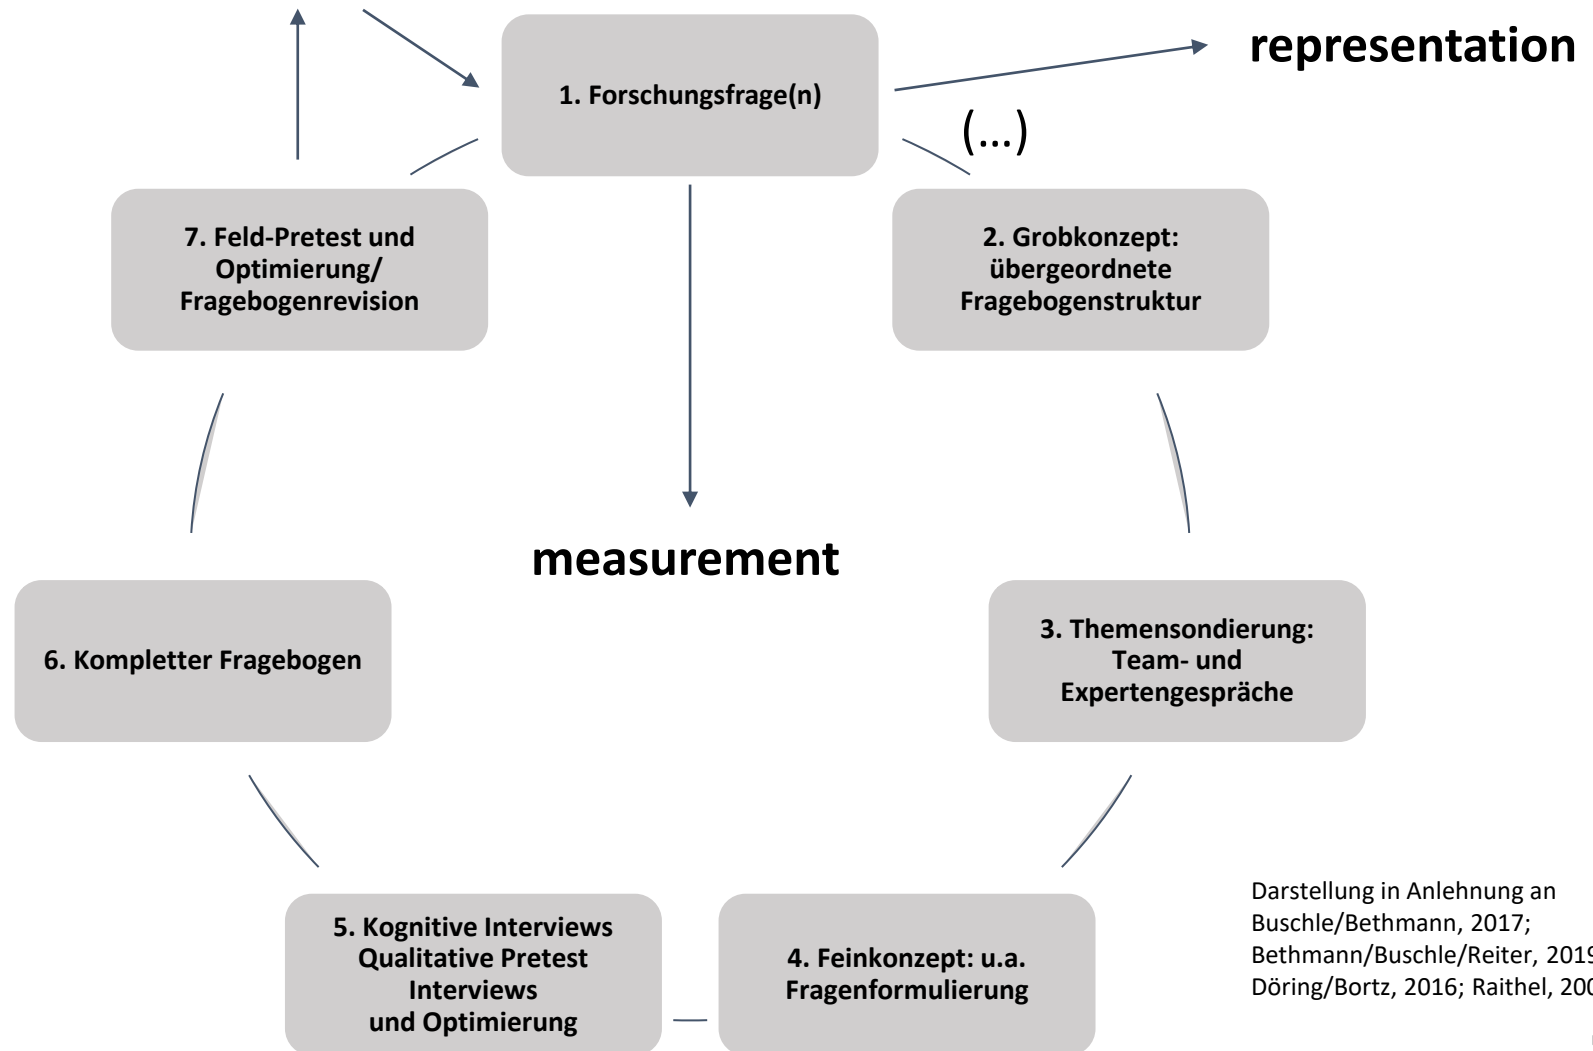 representation
1. Forschungsfrage(n)
(...)
2. Grobkonzept:
übergeordnete
Fragebogenstruktur
3. Themensondierung:
Team- und
Expertengespräche
4. Feinkonzept: u.a.
Fragenformulierung
5. Kognitive Interviews
Qualitative Pretest
Interviews
und Optimierung
6. Kompletter Fragebogen
7. Feld-Pretest und
Optimierung/
Fragebogenrevision
measurement
Darstellung in Anlehnung an
Buschle/Bethmann, 2017;
Bethmann/Buschle/Reiter, 2019
Döring/Bortz, 2016; Raithel,